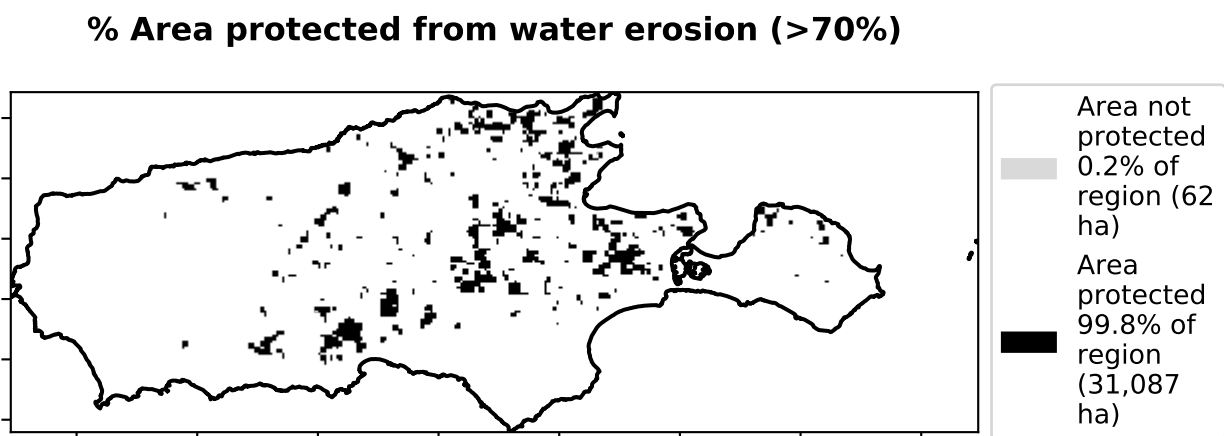 % Area protected from water erosion (>70%)
Area not
protected
0.2% of
region (62
ha)
Area
protected
99.8% of
region
(31,087
ha)